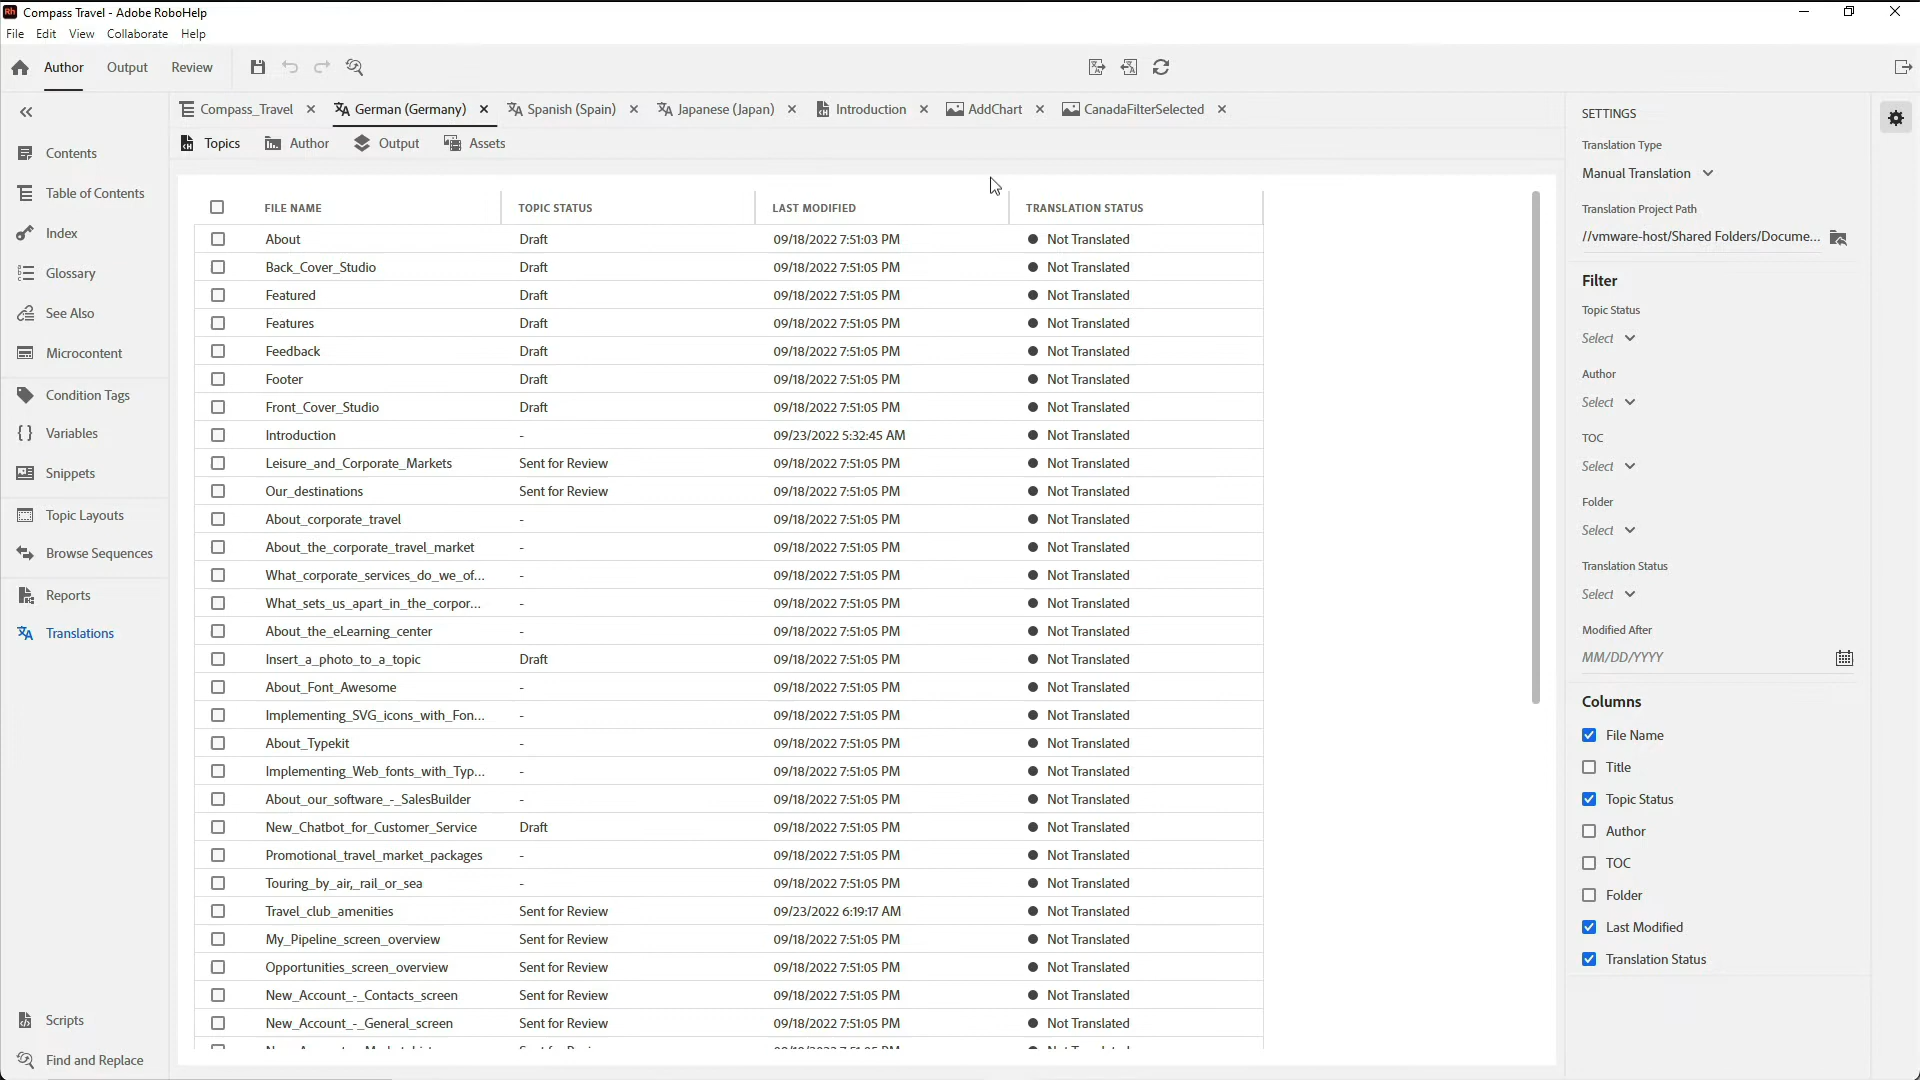 Rh Compass Travel - Adobe RoboHelp
File Edit View Collaborate Help
Author Output Review
Compass_Travel German (Germany) Spanish (Spain) Japanese (Japan) Introduction AddChart CanadaFilterSelected
Topics Author Output Assets
Contents
Table of Contents
Index
Glossary
See Also
Microcontent
Condition Tags
Variables
Snippets
Topic Layouts
Browse Sequences
Reports
Translations
Scripts
Find and Replace
FILE NAME TOPIC STATUS LAST MODIFIED TRANSLATION STATUS
About Draft 09/18/2022 7:51:03 PM Not Translated
Back_Cover_Studio Draft 09/18/2022 7:51:05 PM Not Translated
Featured Draft 09/18/2022 7:51:05 PM Not Translated
Features Draft 09/18/2022 7:51:05 PM Not Translated
Feedback Draft 09/18/2022 7:51:05 PM Not Translated
Footer Draft 09/18/2022 7:51:05 PM Not Translated
Front_Cover_Studio Draft 09/18/2022 7:51:05 PM Not Translated
Introduction - 09/23/2022 5:32:45 AM Not Translated
Leisure_and_Corporate_Markets Sent for Review 09/18/2022 7:51:05 PM Not Translated
Our_destinations Sent for Review 09/18/2022 7:51:05 PM Not Translated
About_corporate_travel - 09/18/2022 7:51:05 PM Not Translated
About_the_corporate_travel_market - 09/18/2022 7:51:05 PM Not Translated
What_corporate_services_do_we_of... - 09/18/2022 7:51:05 PM Not Translated
What_sets_us_apart_in_the_corpor... - 09/18/2022 7:51:05 PM Not Translated
About_the_eLearning_center - 09/18/2022 7:51:05 PM Not Translated
Insert_a_photo_to_a_topic Draft 09/18/2022 7:51:05 PM Not Translated
About_Font_Awesome - 09/18/2022 7:51:05 PM Not Translated
Implementing_SVG_icons_with_Fon... - 09/18/2022 7:51:05 PM Not Translated
About_Typekit - 09/18/2022 7:51:05 PM Not Translated
Implementing_Web_fonts_with_Typ... - 09/18/2022 7:51:05 PM Not Translated
About_our_software_-_SalesBuilder - 09/18/2022 7:51:05 PM Not Translated
New_Chatbot_for_Customer_Service Draft 09/18/2022 7:51:05 PM Not Translated
Promotional_travel_market_packages - 09/18/2022 7:51:05 PM Not Translated
Touring_by_air,_rail_or_sea - 09/18/2022 7:51:05 PM Not Translated
Travel_club_amenities Sent for Review 09/23/2022 6:19:17 AM Not Translated
My_Pipeline_screen_overview Sent for Review 09/18/2022 7:51:05 PM Not Translated
Opportunities_screen_overview Sent for Review 09/18/2022 7:51:05 PM Not Translated
New_Account_-_Contacts_screen Sent for Review 09/18/2022 7:51:05 PM Not Translated
New_Account_-_General_screen Sent for Review 09/18/2022 7:51:05 PM Not Translated
SETTINGS
Translation Type
Manual Translation
Translation Project Path
//vmware-host/Shared Folders/Docume...
Filter
Topic Status
Select
Author
Select
TOC
Select
Folder
Select
Translation Status
Select
Modified After
MM/DD/YYYY
Columns
File Name
Title
Topic Status
Author
TOC
Folder
Last Modified
Translation Status